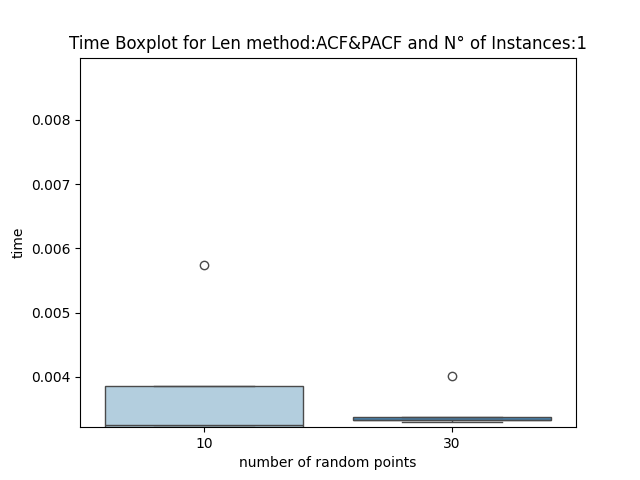 Time Boxplot for Len method:ACF&PACF and N° of Instances:1
0.008
0.007
0.006
0.005
0.004
time
10
30
number of random points